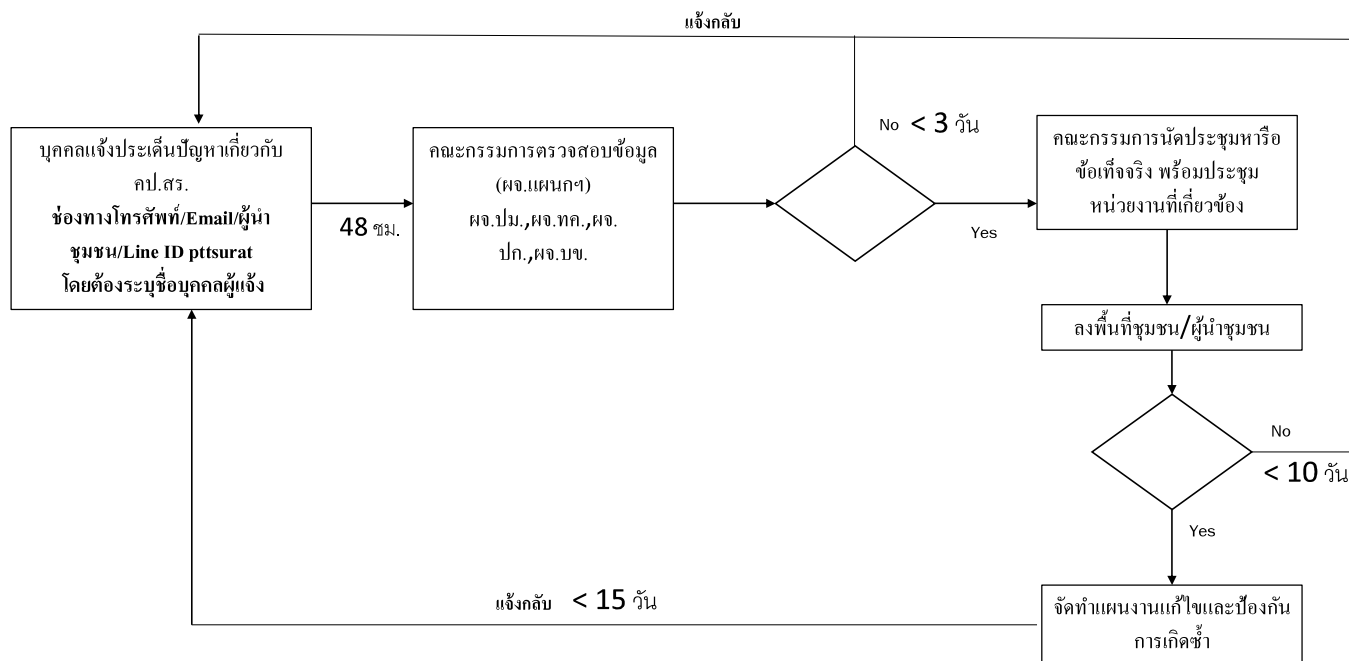 แจ้งกลับ
บุคคลแจ้งประเด็นปัญหาเกี่ยวกับ
คป.สร.
ช่องทางโทรศัพท์/Email/ผู้นำ
ชุมชน/Line ID pttsurat
โดยต้องระบุชื่อบุคคลผู้แจ้ง
48 ชม.
คณะกรรมการตรวจสอบข้อมูล
(ผจ.แผนกฯ)
ผจ.ปม.,ผจ.ทค.,ผจ.
ปก.,ผจ.บข.
No < 3 วัน
Yes
คณะกรรมการนัดประชุมหารือ
ข้อเท็จจริง พร้อมประชุม
หน่วยงานที่เกี่ยวข้อง
ลงพื้นที่ชุมชน/ผู้นำชุมชน
No
< 10 วัน
Yes
จัดทำแผนงานแก้ไขและป้องกัน
การเกิดซ้ำ
แจ้งกลับ < 15 วัน